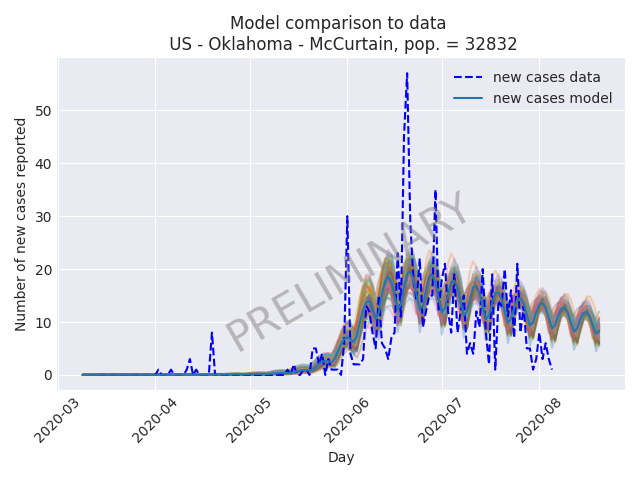 Model comparison to data
US - Oklahoma - McCurtain, pop. = 32832
new cases data
new cases model
PRELIMINARY
Number of new cases reported
50
40
30
20
10
0
2020-03
2020-04
2020-05
2020-06
2020-07
2020-08
Day